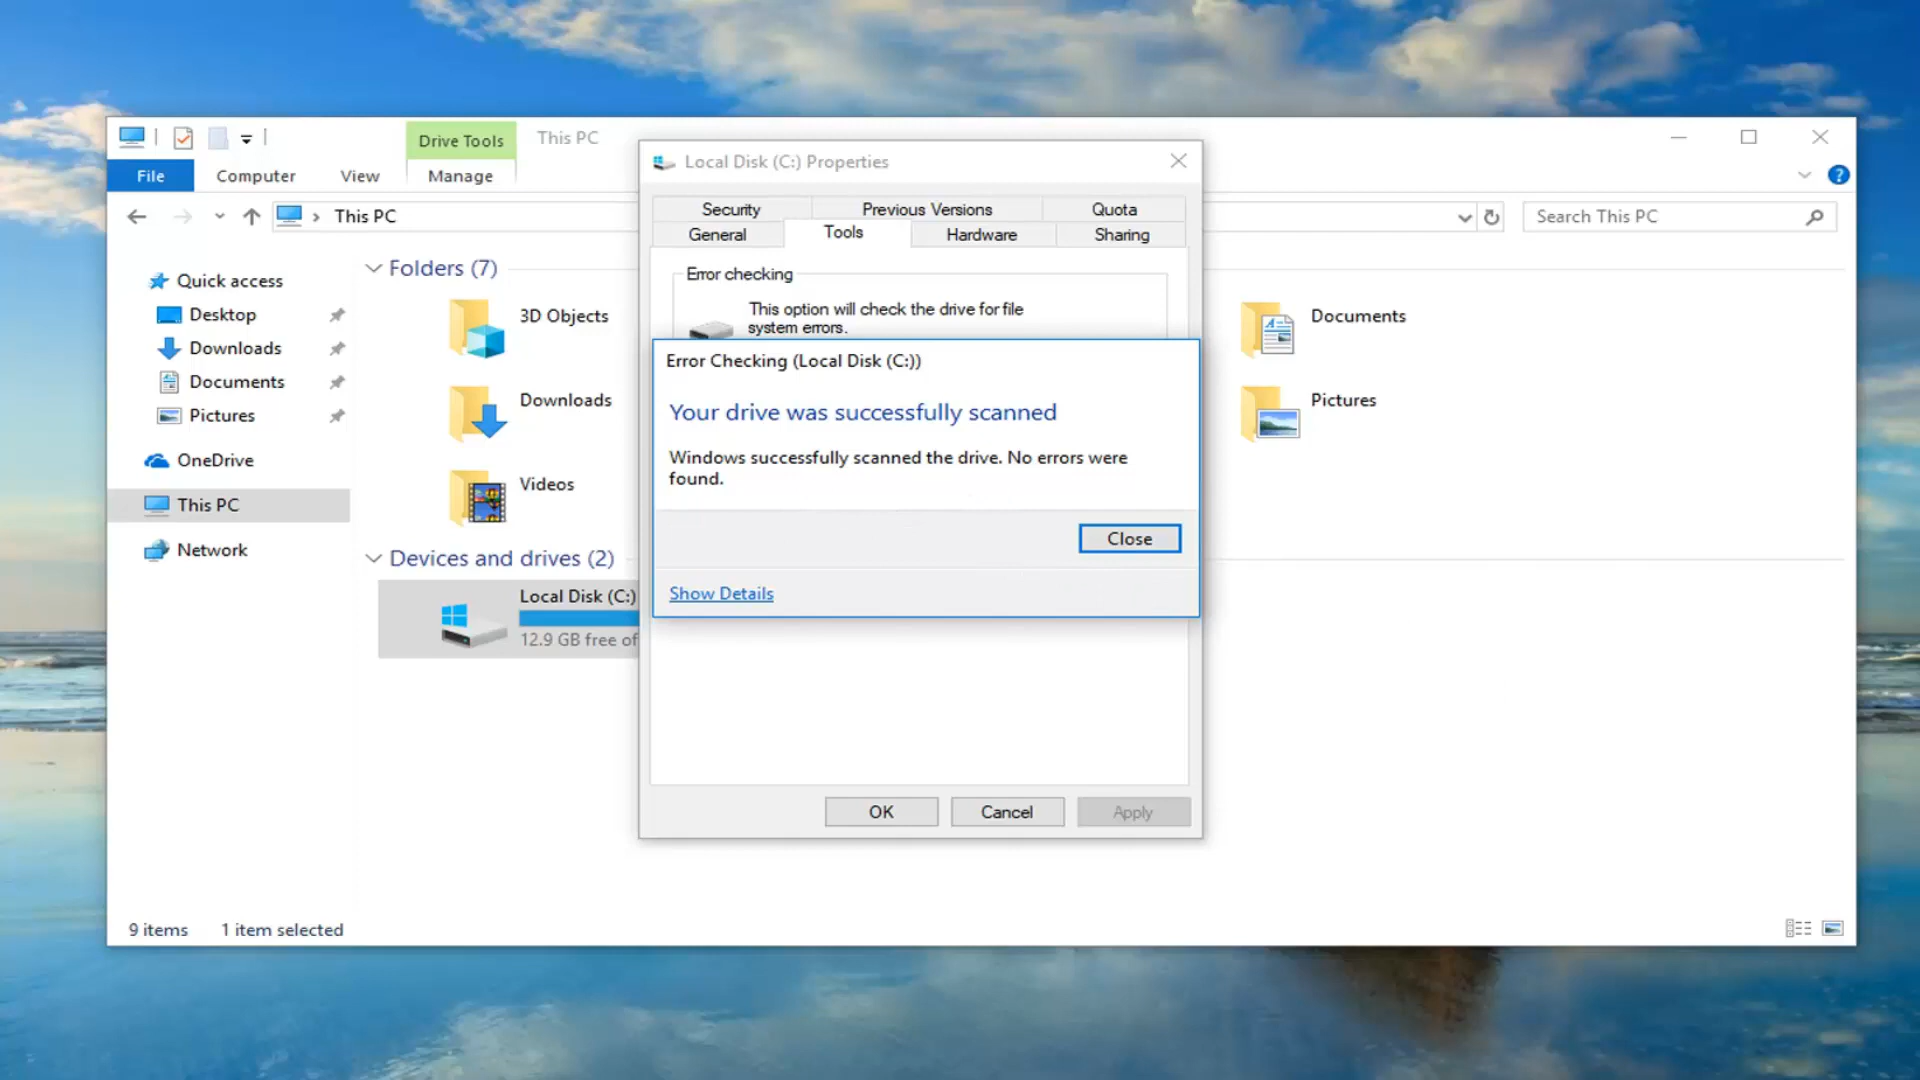 Drive Tools
This PC
File
Computer
View
Manage
This PC
Search This PC
Quick access
Desktop
Downloads
Documents
Pictures
OneDrive
This PC
Network
Folders (7)
3D Objects
Downloads
Videos
Documents
Pictures
Devices and drives (2)
Local Disk (C:)
12.9 GB free of
9 items
1 item selected
Local Disk (C:) Properties
Security
Previous Versions
Quota
General
Tools
Hardware
Sharing
Error checking
This option will check the drive for file
system errors.
Error Checking (Local Disk (C:))
Your drive was successfully scanned
Windows successfully scanned the drive. No errors were
found.
Close
Show Details
OK
Cancel
Apply